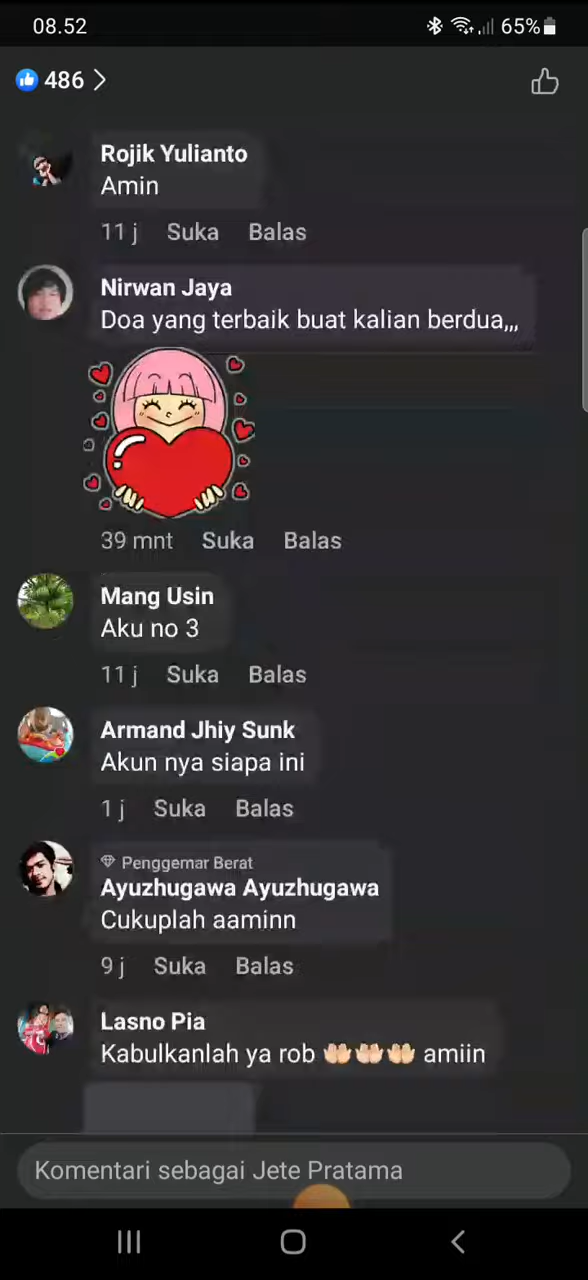 08.52
65%
486
Rojik Yulianto
Amin
11 j Suka Balas
Nirwan Jaya
Doa yang terbaik buat kalian berdua,,,
39 mnt Suka Balas
Mang Usin
Aku no 3
11 j Suka Balas
Armand Jhiy Sunk
Akun nya siapa ini
1 j Suka Balas
Penggemar Berat
Ayuzhugawa Ayuzhugawa
Cukuplah aaminn
9 j Suka Balas
Lasno Pia
Kabulkanlah ya rob 🤲🏻🤲🏻🤲🏻 amiin
Komentari sebagai Jete Pratama